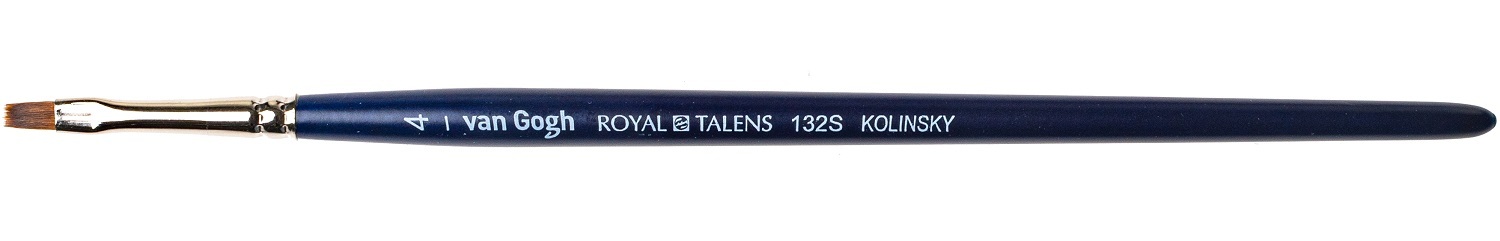 4 – van Gogh ROYAL TALENS 132S KOLINSKY